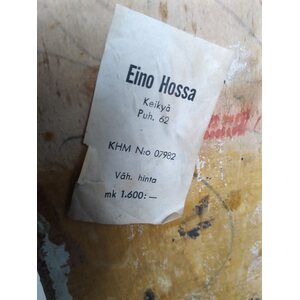 Eino Hossa
Keikyä
Puh. 62
KHM N:o 07982
Väh. hinta
mk 1.600: —